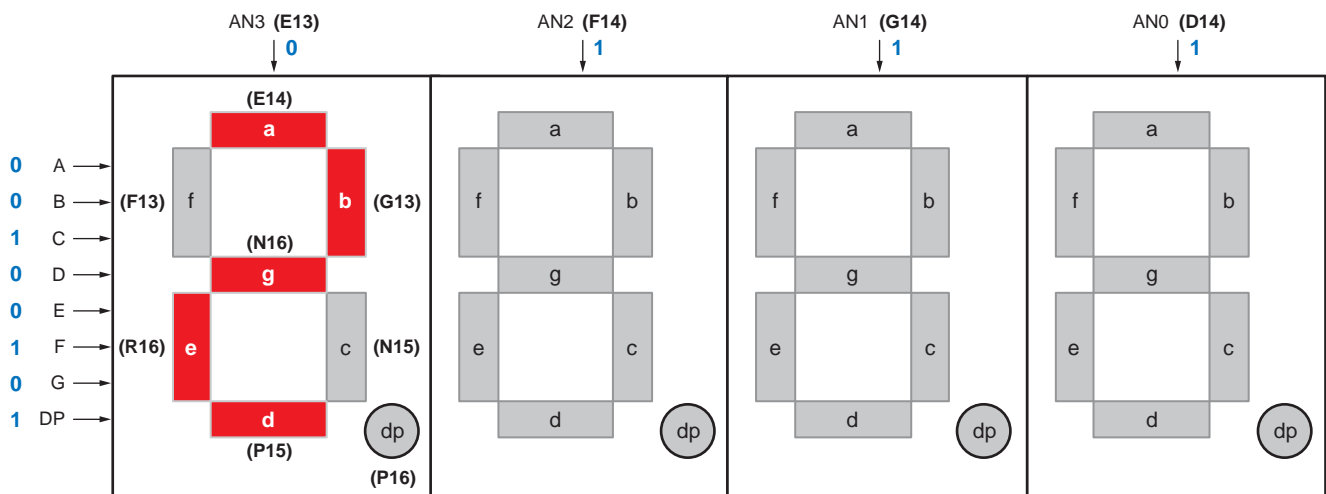 AN3 (E13) AN2 (F14) AN1 (G14) AN0 (D14)
0 1 1 1
(E14)
a a a a
0 A
0 B (F13) f b (G13) f b f b f b
1 C
(N16)
0 D g g g g
0 E
1 F (R16) e c (N15) e c e c e c
0 G
1 DP d d d d
dp dp dp dp
(P15)
(P16)